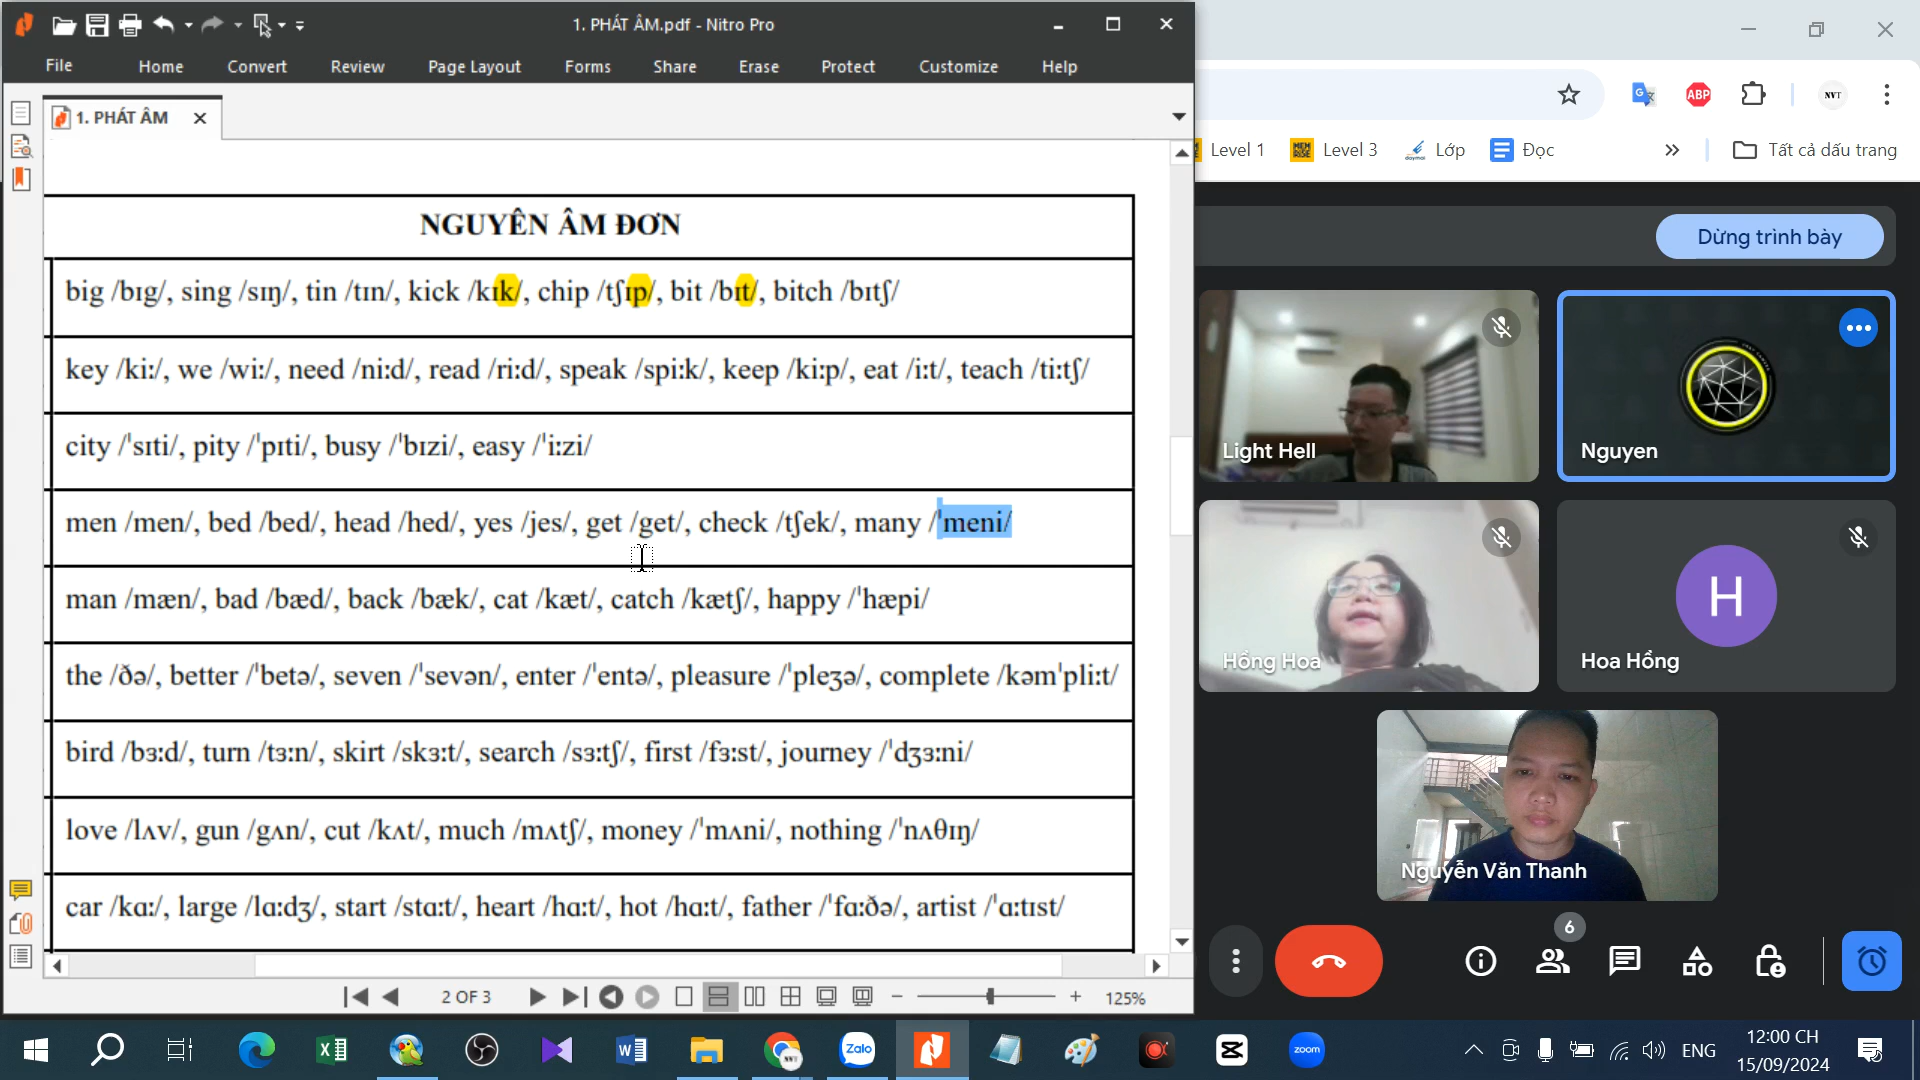 1. PHÁT ÂM.pdf - Nitro Pro
File Home Convert Review Page Layout Forms Share Erase Protect Customize Help
1. PHÁT ÂM
NGUYÊN ÂM ĐƠN
big /bɪg/, sing /sɪŋ/, tin /tɪn/, kick /kɪk/, chip /tʃɪp/, bit /bɪt/, bitch /bɪtʃ/
key /ki:/, we /wi:/, need /ni:d/, read /ri:d/, speak /spi:k/, keep /ki:p/, eat /i:t/, teach /ti:tʃ/
city /ˈsɪti/, pity /ˈpɪti/, busy /ˈbɪzi/, easy /ˈi:zi/
men /men/, bed /bed/, head /hed/, yes /jes/, get /get/, check /tʃek/, many /ˈmeni/
man /mæn/, bad /bæd/, back /bæk/, cat /kæt/, catch /kætʃ/, happy /ˈhæpi/
the /ðə/, better /ˈbetə/, seven /ˈsevən/, enter /ˈentə/, pleasure /ˈpleʒə/, complete /kəmˈpli:t/
bird /bɜ:d/, turn /tɜ:n/, skirt /skɜ:t/, search /sɜ:tʃ/, first /fɜ:st/, journey /ˈdʒɜ:ni/
love /lʌv/, gun /gʌn/, cut /kʌt/, much /mʌtʃ/, money /ˈmʌni/, nothing /ˈnʌθɪŋ/
car /kɑ:/, large /lɑ:dʒ/, start /stɑ:t/, heart /hɑ:t/, hot /hɑ:t/, father /ˈfɑ:ðə/, artist /ˈɑ:tɪst/
2 OF 3
125%
ABP
NVT
Level 1
MEM
RISE
Level 3
Lớp
Đọc
Tất cả dấu trang
Dừng trình bày
Light Hell
Nguyen
Hồng Hoa
H
Hoa Hồng
Nguyễn Văn Thanh
6
Zalo
zoom
ENG
12:00 CH
15/09/2024